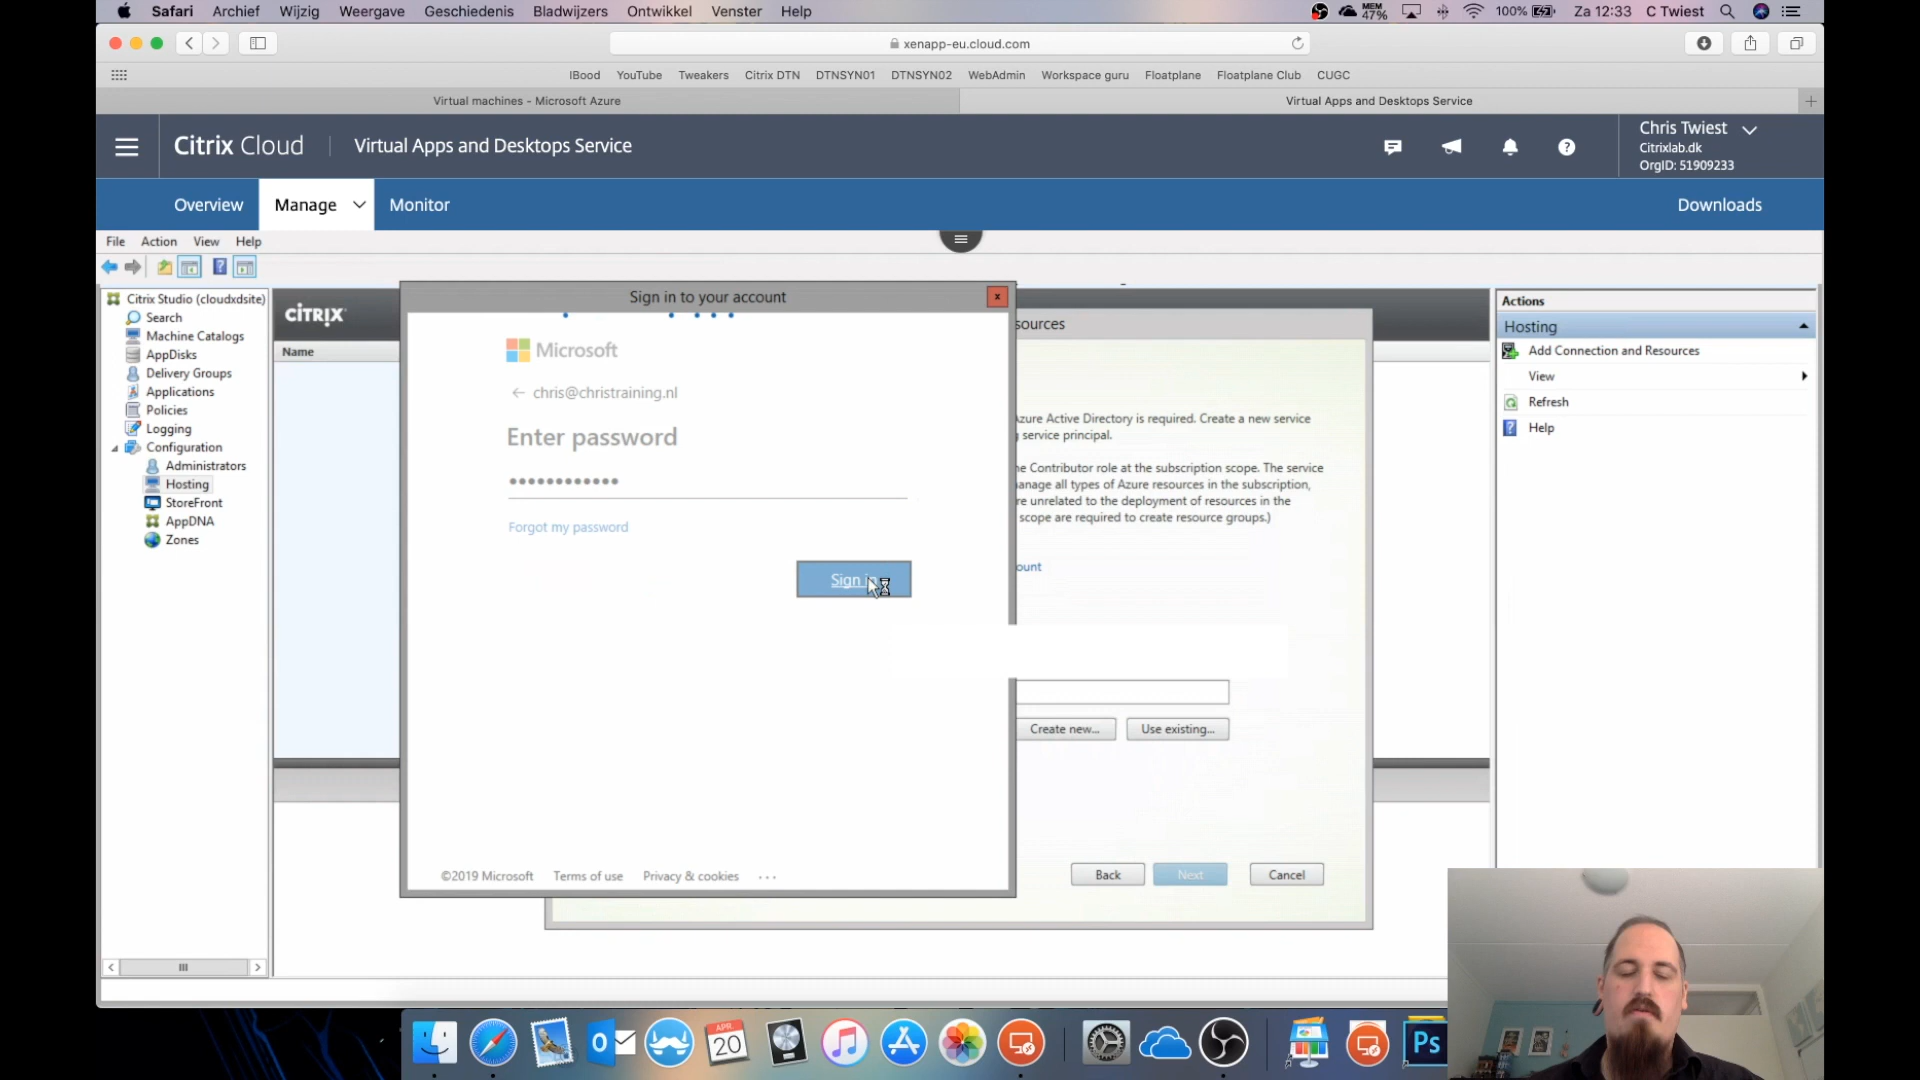 Safari Archief Wijzig Weergave Geschiedenis Bladwijzers Ontwikkel Venster Help MEM 47% 100% Za 12:33 C Twiest
xenapp-eu.cloud.com
IBood YouTube Tweakers Citrix DTN DTNSYN01 DTNSYN02 WebAdmin Workspace guru Floatplane Floatplane Club CUGC
Virtual machines - Microsoft Azure Virtual Apps and Desktops Service
Citrix Cloud Virtual Apps and Desktops Service
Chris Twiest
Citrixlab.dk
OrgID: 51909233
Overview Manage Monitor Downloads
File Action View Help
Citrix Studio (cloudxdsite)
Search
Machine Catalogs
AppDisks
Delivery Groups
Applications
Policies
Logging
Configuration
Administrators
Hosting
StoreFront
AppDNA
Zones
CITRIX
Name
Sign in to your account
x
Microsoft
← chris@christraining.nl
Enter password
Forgot my password
Sign in
©2019 Microsoft Terms of use Privacy & cookies ...
sources
Azure Active Directory is required. Create a new service
service principal.
he Contributor role at the subscription scope. The service
anage all types of Azure resources in the subscription,
re unrelated to the deployment of resources in the
scope are required to create resource groups.)
ount
Create new... Use existing...
Back Next Cancel
Actions
Hosting
Add Connection and Resources
View
Refresh
Help
APR.
20
Ps